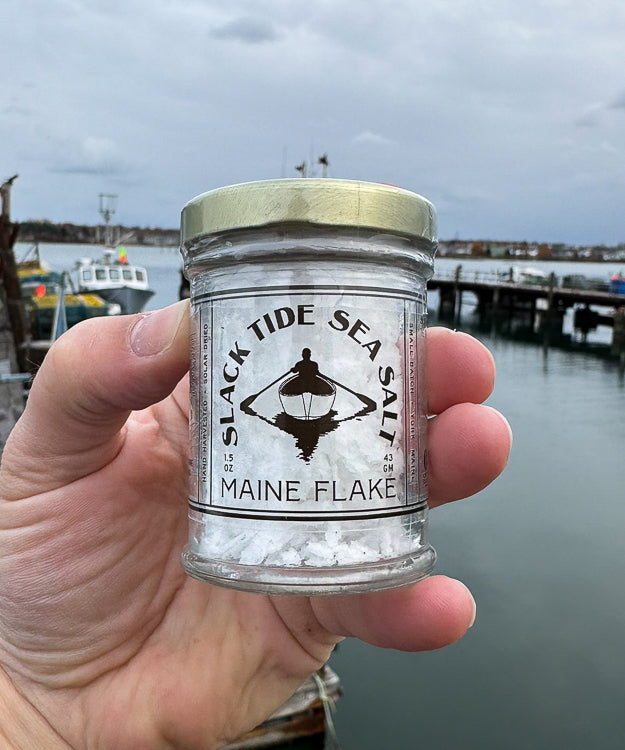 SLACK TIDE SEA SALT
1.5
OZ
43
GM
MAINE FLAKE
HAND HARVESTED - SOLAR DRIED
SMALL BATCH - YORK, MAINE